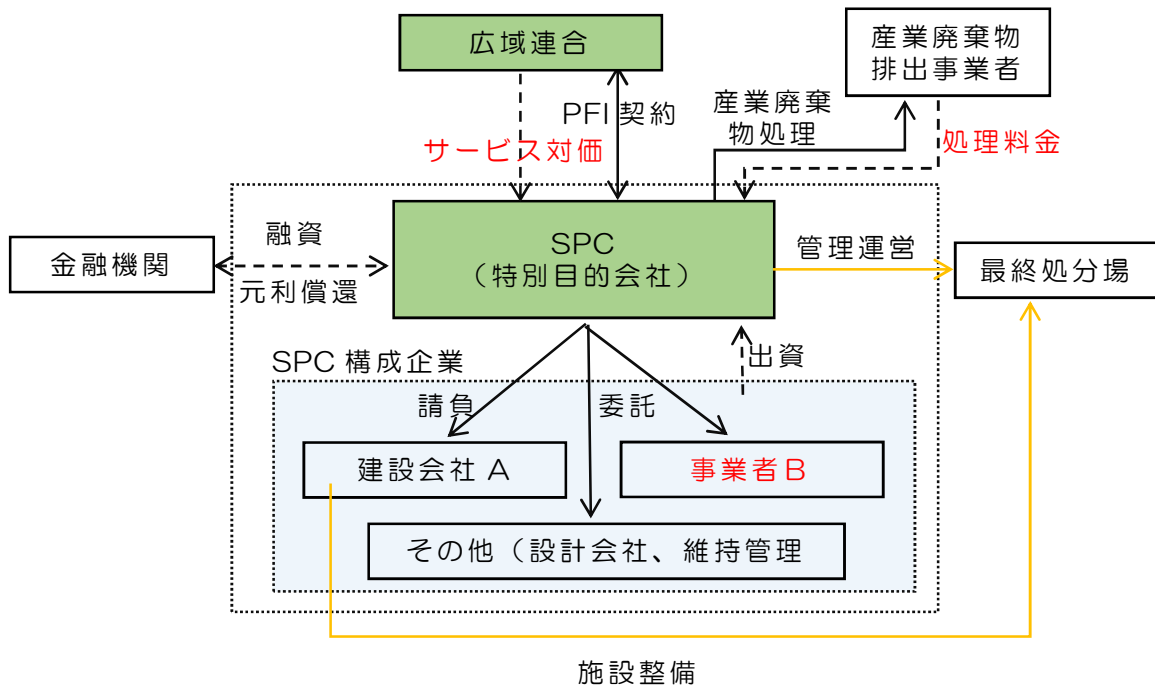 広域連合
産業廃棄物
排出事業者
PFI 契約
サービス対価
産業廃棄
物処理
処理料金
金融機関
融資
元利償還
SPC
（特別目的会社）
管理運営
最終処分場
SPC 構成企業
出資
請負
委託
建設会社 A
事業者 B
その他（設計会社、維持管理
施設整備